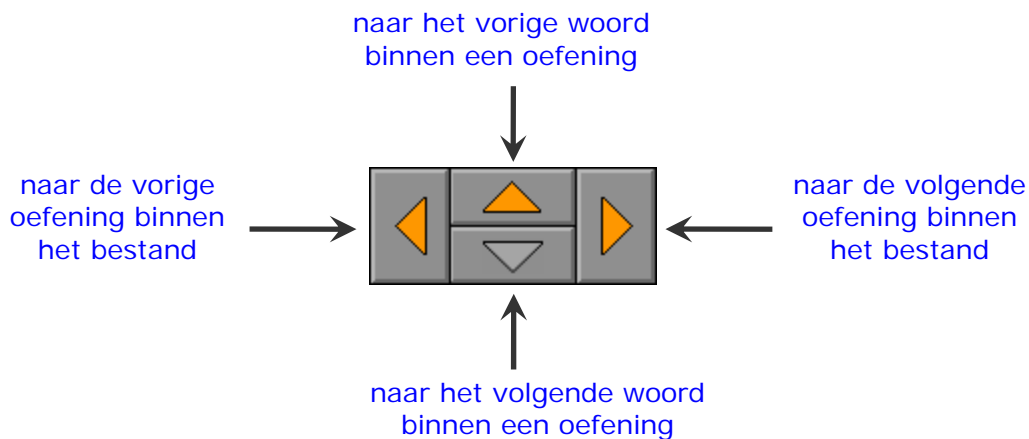 naar het vorige woord
binnen een oefening
naar de vorige
oefening binnen
het bestand
naar de volgende
oefening binnen
het bestand
naar het volgende woord
binnen een oefening